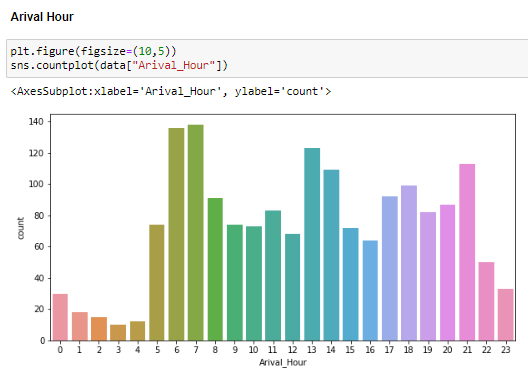 Arival Hour
plt.figure(figsize=(10,5))
sns.countplot(data["Arival_Hour"])
<AxesSubplot:xlabel='Arival_Hour', ylabel='count'>
140
120
100
80
60
40
20
0
count
0 1 2 3 4 5 6 7 8 9 10 11 12 13 14 15 16 17 18 19 20 21 22 23
Arival_Hour